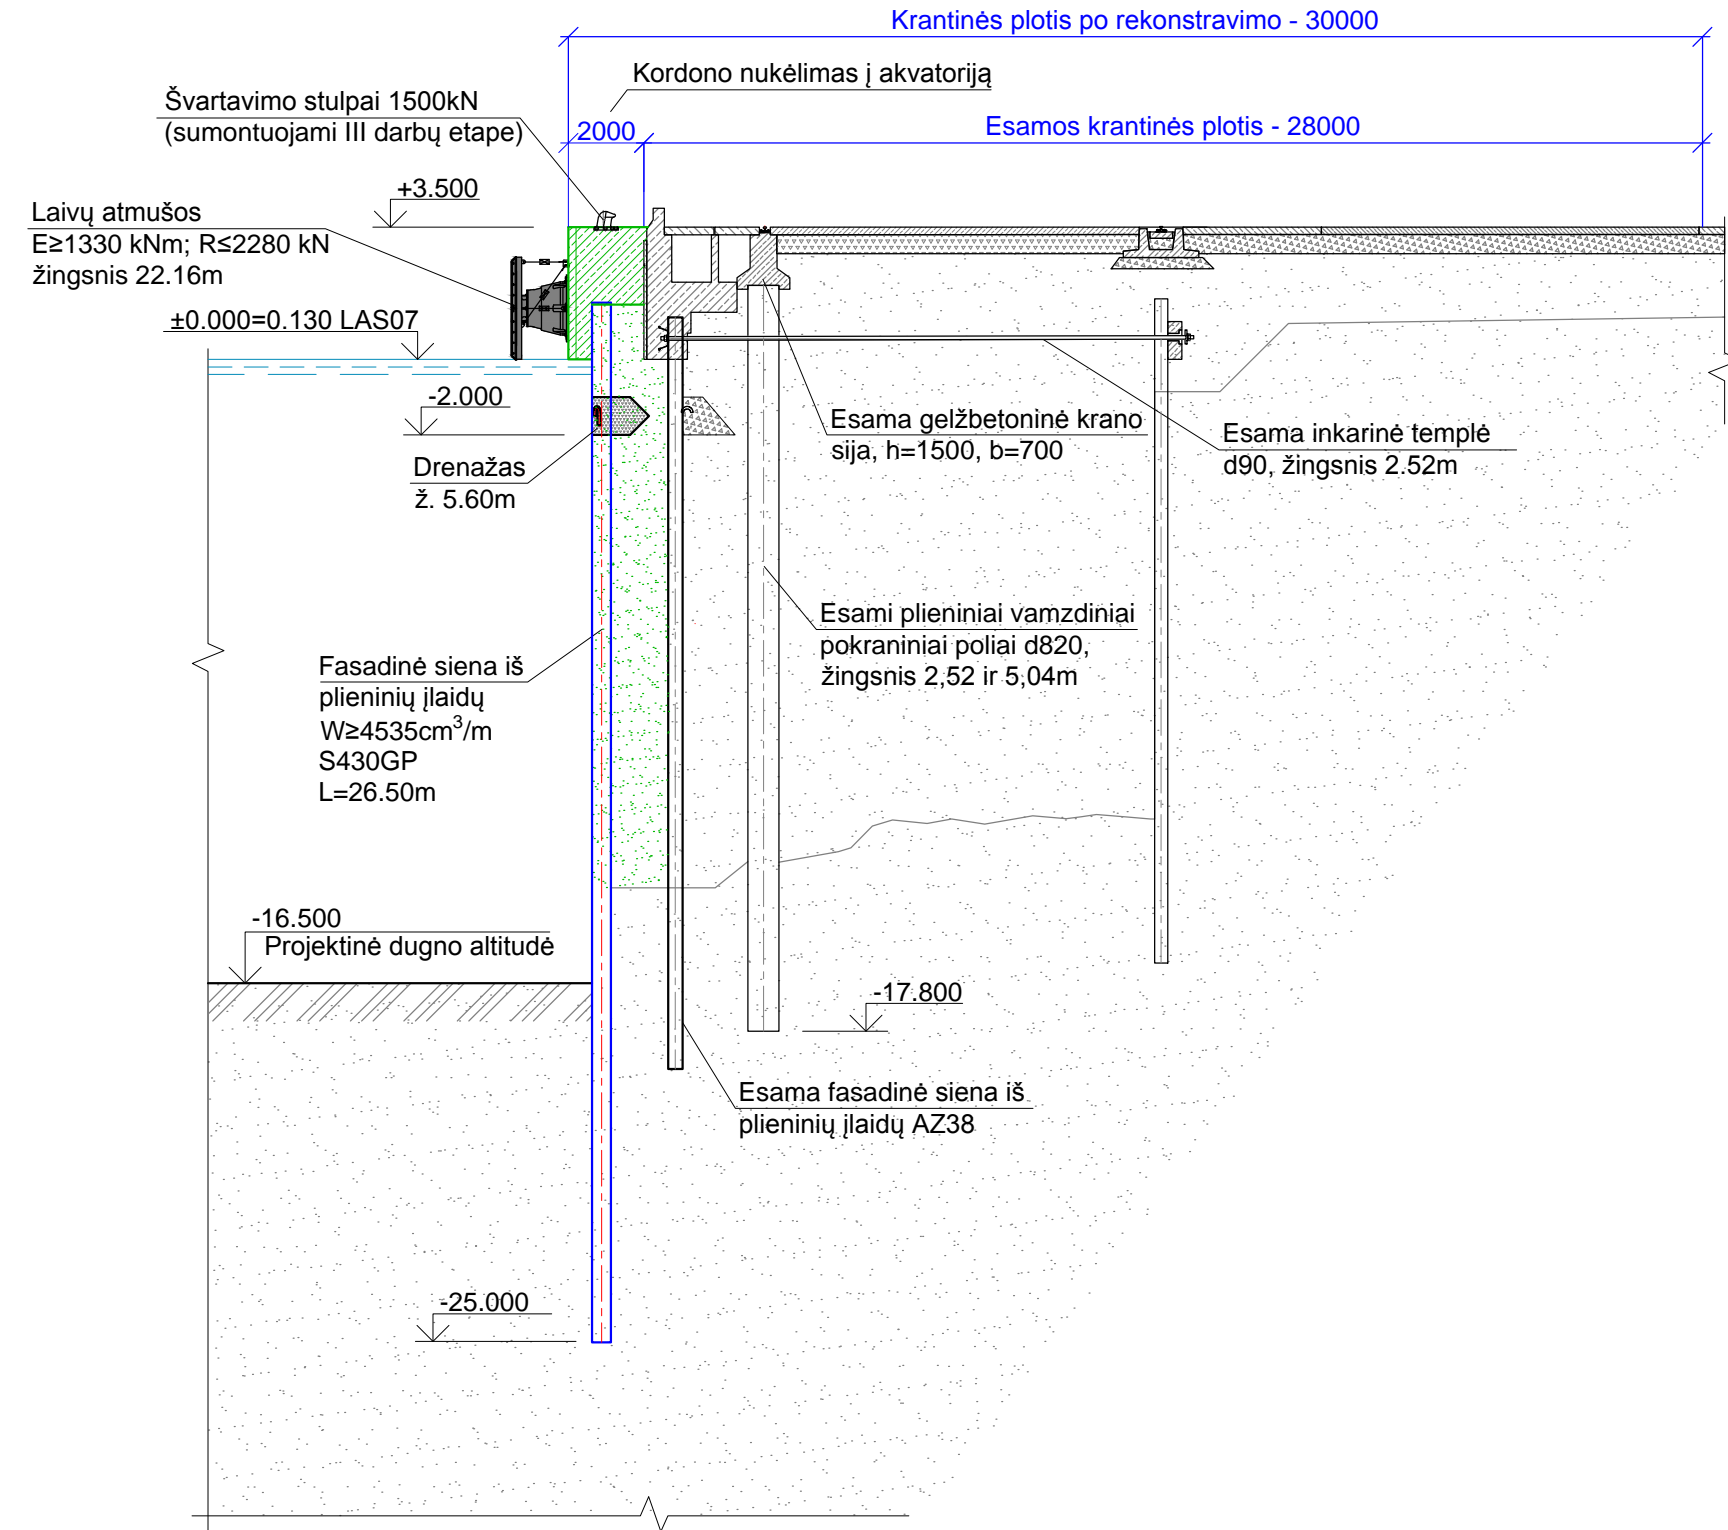 Krantinės plotis po rekonstravimo - 30000
Kordono nukėlimas į akvatoriją
Švartavimo stulpai 1500kN
(sumontuojami III darbų etape)
2000
Esamos krantinės plotis - 28000
+3.500
Laivų atmušos
E≥1330 kNm; R≤2280 kN
žingsnis 22.16m
±0.000=0.130 LAS07
-2.000
Drenažas
ž. 5.60m
Esama gelžbetoninė krano
sija, h=1500, b=700
Esama inkarinė templė
d90, žingsnis 2.52m
Esami plieniniai vamzdiniai
pokraniniai poliai d820,
žingsnis 2,52 ir 5,04m
Fasadinė siena iš
plieninių įlaidų
W≥4535cm³/m
S430GP
L=26.50m
-16.500
Projektinė dugno altitudė
-17.800
Esama fasadinė siena iš
plieninių įlaidų AZ38
-25.000